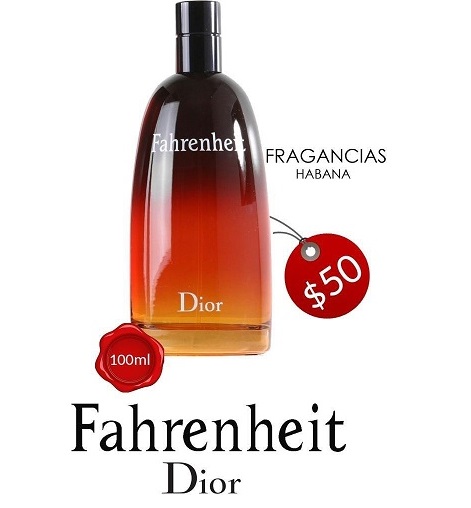 Fahrenheit
FRAGANCIAS
HABANA
$50
Dior
100ml
Fahrenheit
Dior